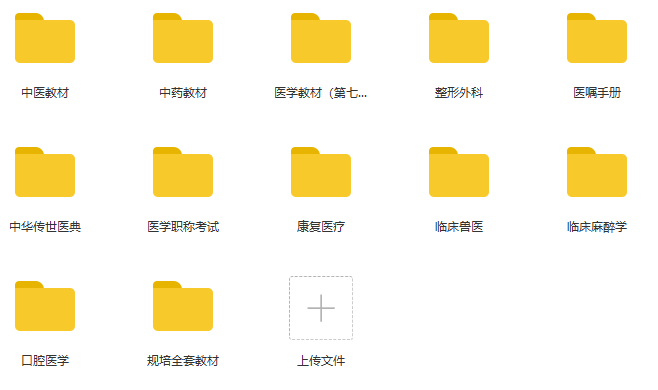 中医教材
中药教材
医学教材（第七...
整形外科
医嘱手册
中华传世医典
医学职称考试
康复医疗
临床兽医
临床麻醉学
口腔医学
规培全套教材
上传文件